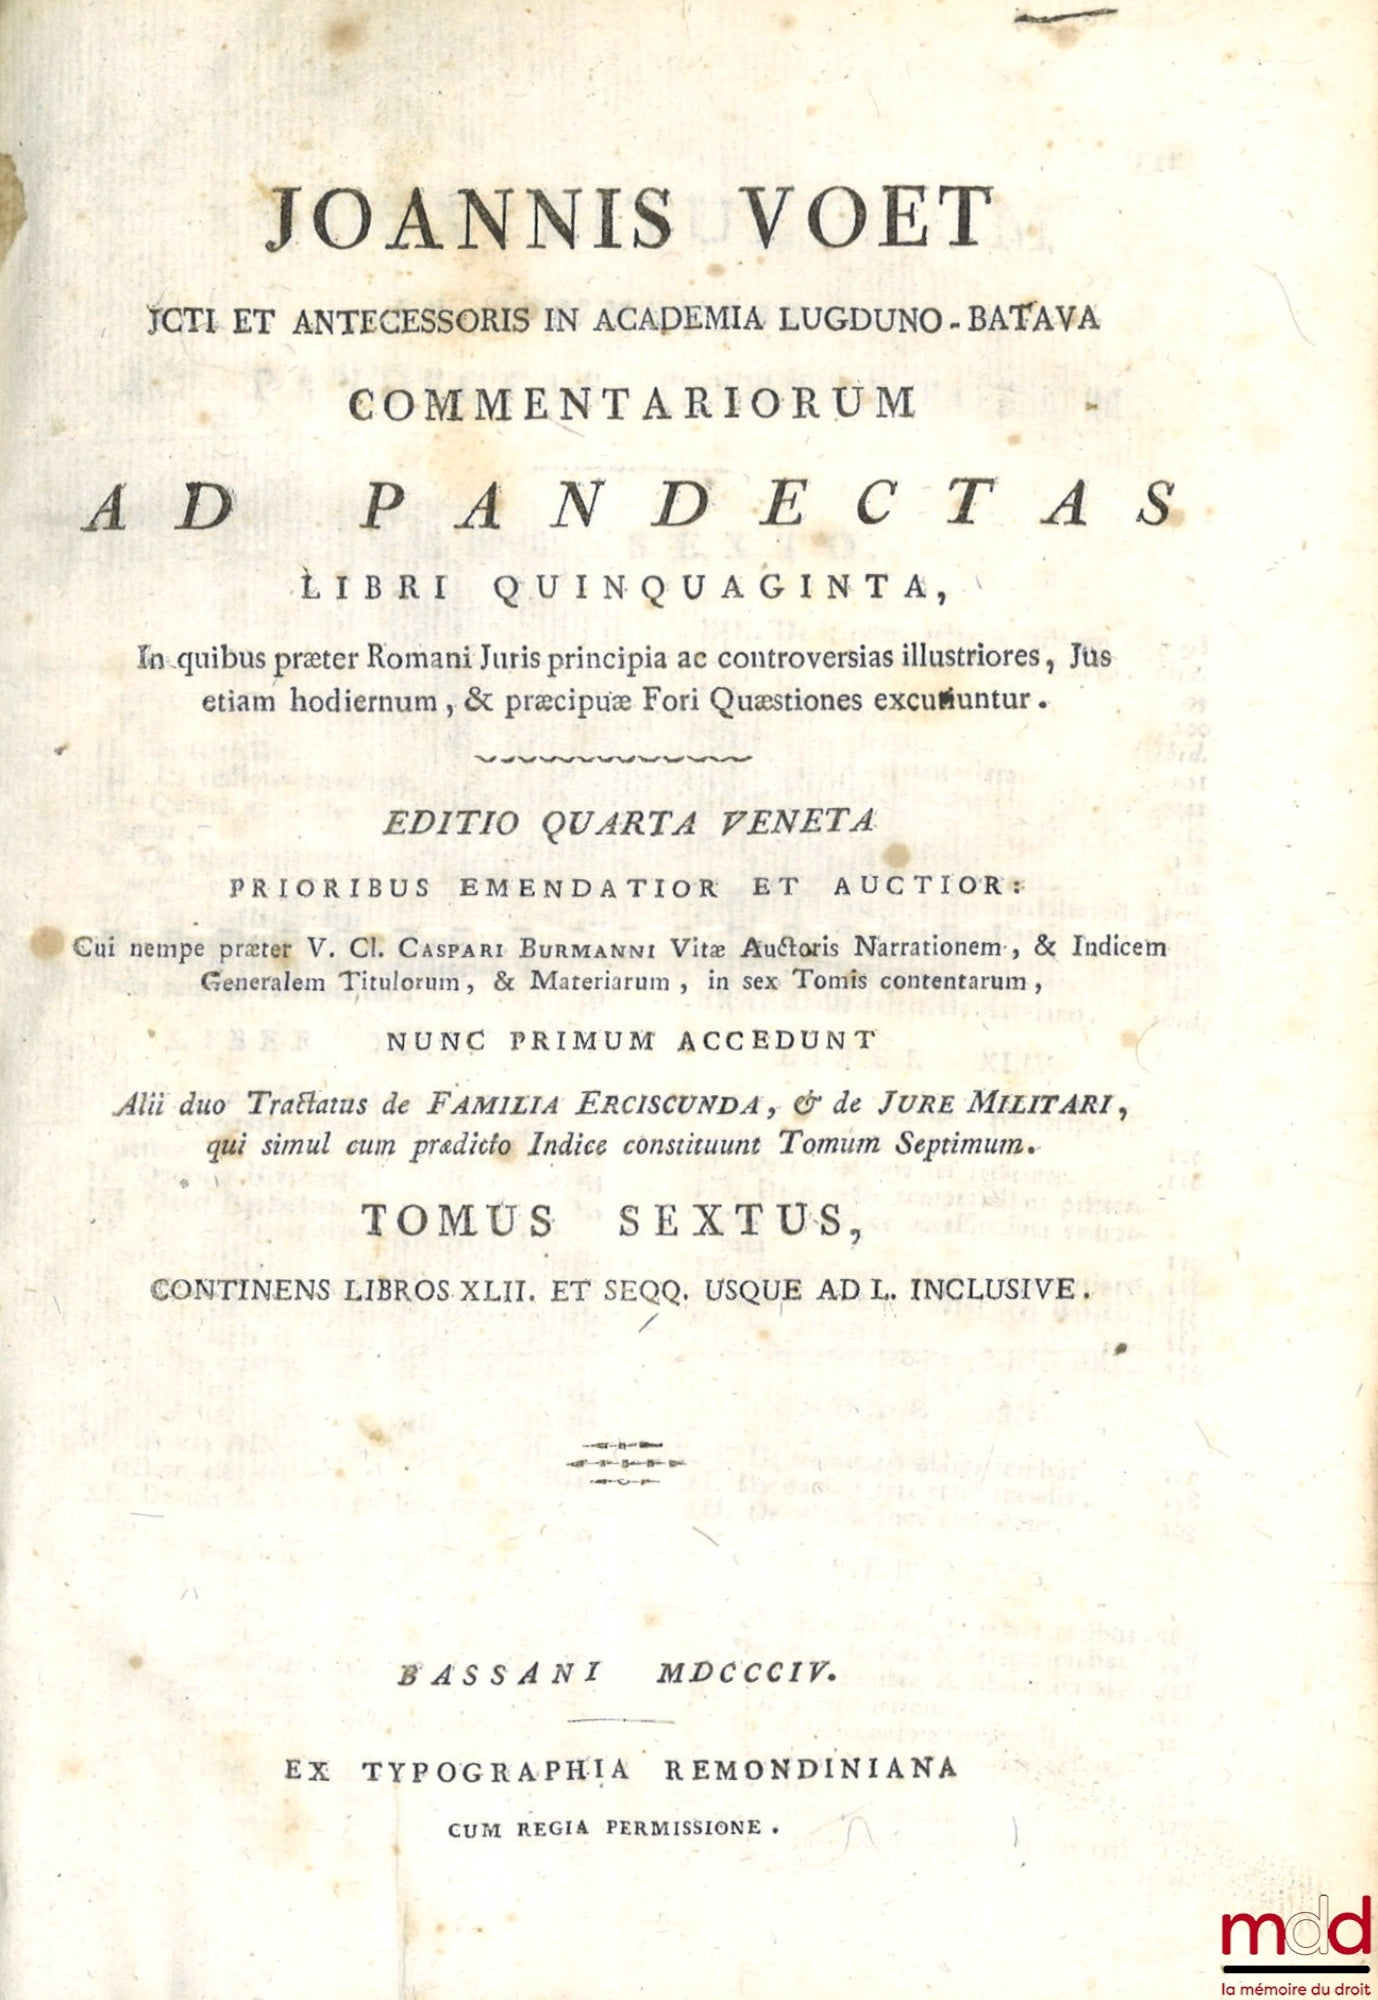 JOANNIS VOET
JCTI ET ANTECESSORIS IN ACADEMIA LUGDUNO-BATAVA
COMMENTARIORUM
AD PANDECTAS
LIBRI QUINQUAGINTA,
In quibus præter Romani Juris principia ac controversias illustriores, Jus
etiam hodiernum, & præcipuæ Fori Quæstiones excutiuntur.
EDITIO QUARTA VENETA
PRIORIBUS EMENDATIOR ET AUCTIOR:
Cui nempe præter V. Cl. CASPARI BURMANNI Vitæ Auctoris Narrationem, & Indicem
Generalem Titulorum, & Materiarum, in sex Tomis contentarum,
NUNC PRIMUM ACCEDUNT
Alii duo Tractatus de FAMILIA ERCISCUNDA, & de JURE MILITARI,
qui simul cum prædicto Indice constituunt Tomum Septimum.
TOMUS SEXTUS,
CONTINENS LIBROS XLII. ET SEQQ. USQUE AD L. INCLUSIVE.
BASSANI MDCCCIV.
EX TYPOGRAPHIA REMONDINIANA
CUM REGIA PERMISSIONE.
mdd
la mémoire du droit